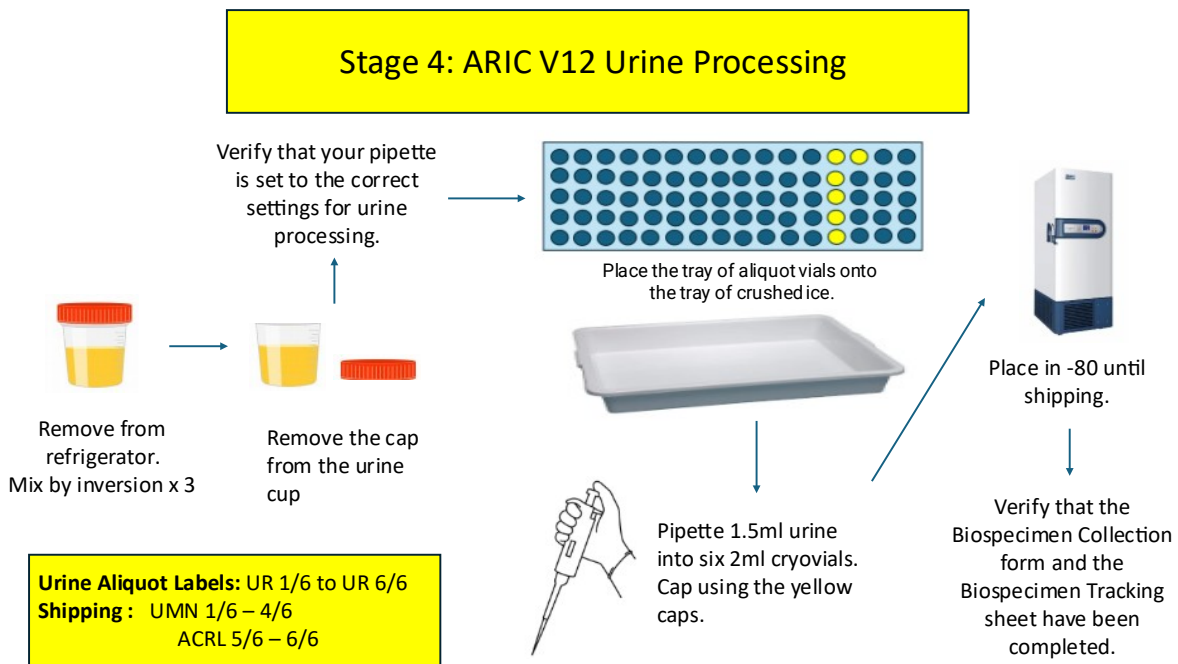 Stage 4: ARIC V12 Urine Processing
Verify that your pipette
is set to the correct
settings for urine
processing.
Place the tray of aliquot vials onto
the tray of crushed ice.
Remove from
refrigerator.
Mix by inversion x 3
Remove the cap
from the urine
cup
Pipette 1.5ml urine
into six 2ml cryovials.
Cap using the yellow
caps.
Place in -80 until
shipping.
Verify that the
Biospecimen Collection
form and the
Biospecimen Tracking
sheet have been
completed.
Urine Aliquot Labels: UR 1/6 to UR 6/6
Shipping : UMN 1/6 – 4/6
ACRL 5/6 – 6/6